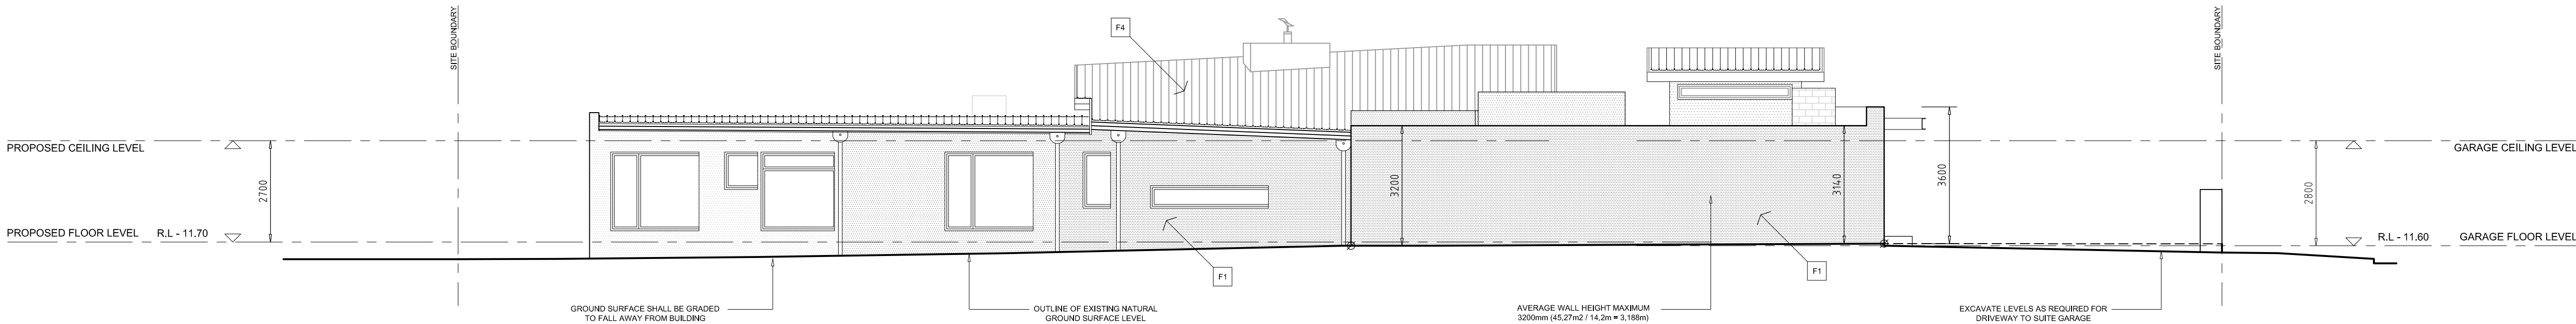 SITE BOUNDARY
F4
SITE BOUNDARY
PROPOSED CEILING LEVEL
GARAGE CEILING LEVEL
2700
3200
3140
3600
2800
PROPOSED FLOOR LEVEL R.L - 11.70
R.L - 11.60 GARAGE FLOOR LEVEL
F1
F1
GROUND SURFACE SHALL BE GRADED
TO FALL AWAY FROM BUILDING
OUTLINE OF EXISTING NATURAL
GROUND SURFACE LEVEL
AVERAGE WALL HEIGHT MAXIMUM
3200mm (45,27m2 / 14,2m = 3,188m)
EXCAVATE LEVELS AS REQUIRED FOR
DRIVEWAY TO SUITE GARAGE